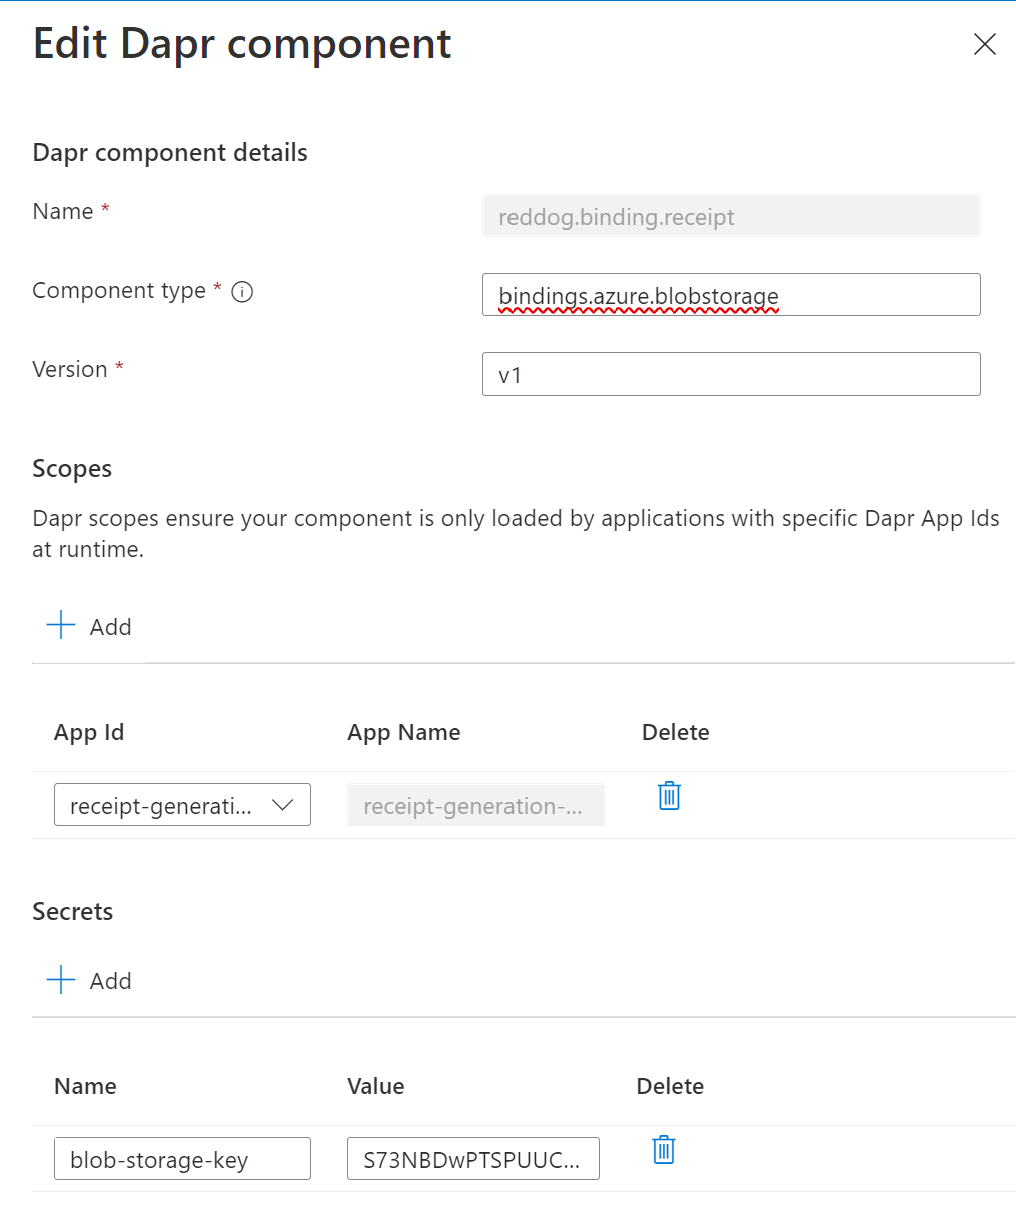 Edit Dapr component
Dapr component details
Name *
reddog.binding.receipt
Component type *
bindings.azure.blobstorage
Version *
v1
Scopes
Dapr scopes ensure your component is only loaded by applications with specific Dapr App Ids
at runtime.
Add
App Id App Name Delete
receipt-generati... receipt-generation-...
Secrets
Add
Name Value Delete
blob-storage-key S73NBDwPTSPUUC...